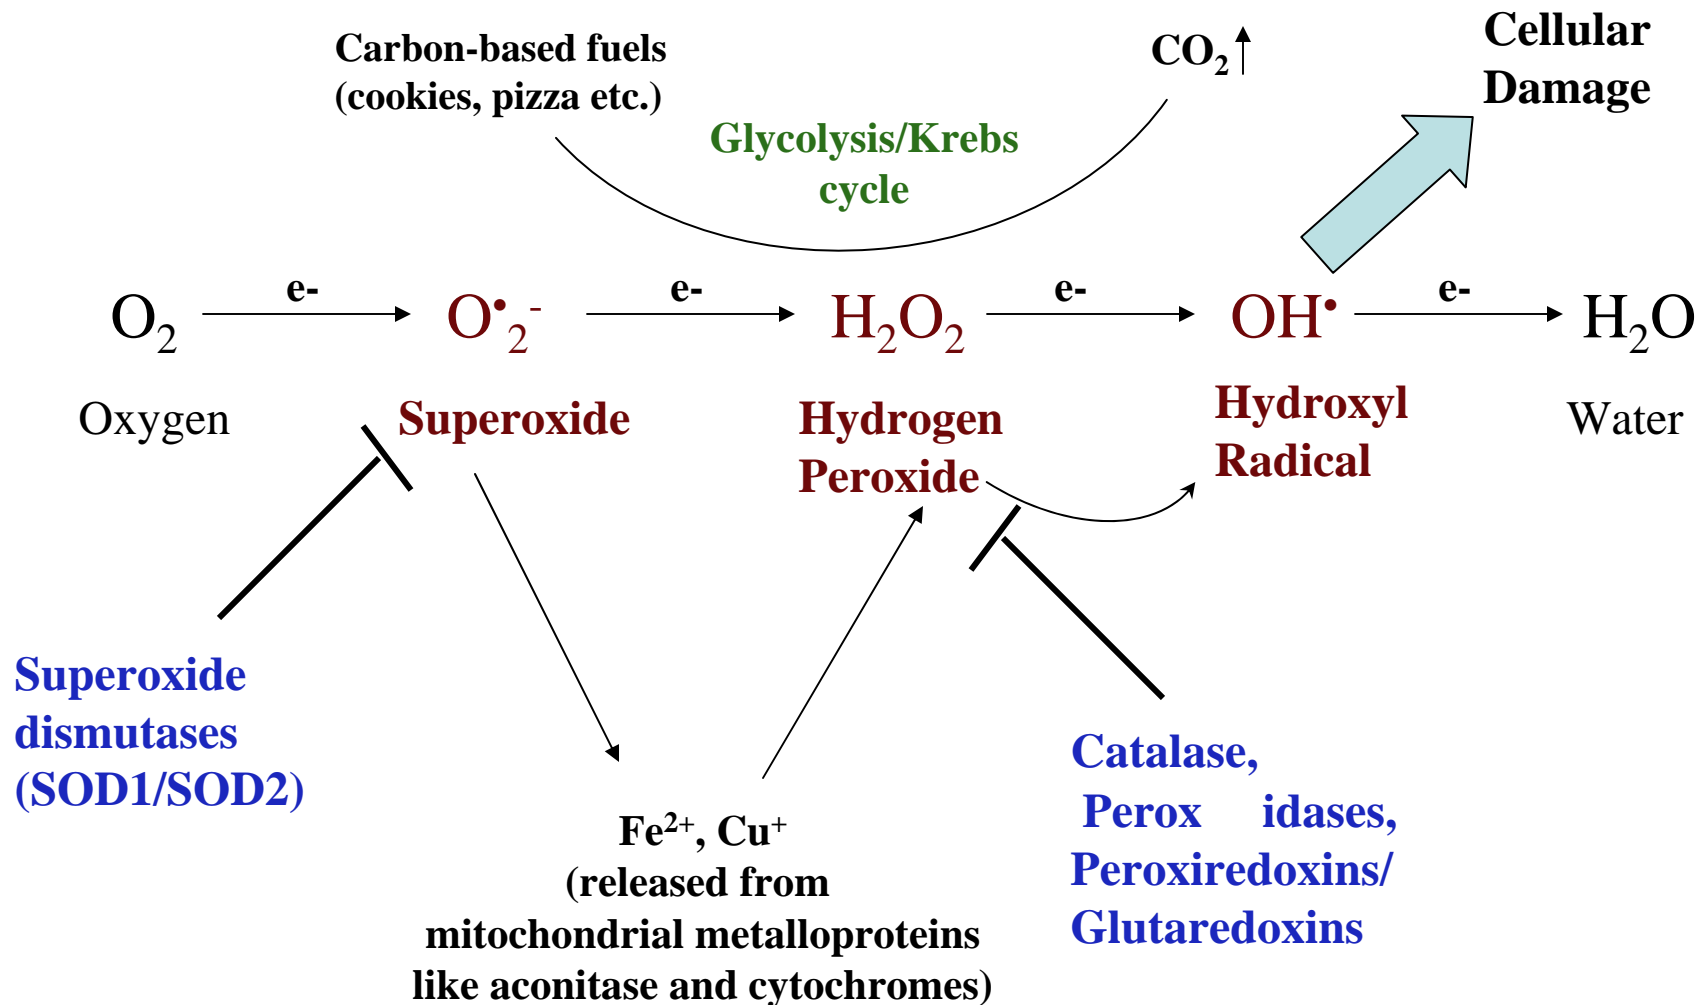 Carbon-based fuels
(cookies, pizza etc.)
CO₂
Cellular
Damage
Glycolysis/Krebs
cycle
e-
e-
e-
e-
O₂
O•₂⁻
H₂O₂
OH•
H₂O
Oxygen
Superoxide
Hydrogen
Peroxide
Hydroxyl
Radical
Water
Superoxide
dismutases
(SOD1/SOD2)
Fe²⁺, Cu⁺
(released from
mitochondrial metalloproteins
like aconitase and cytochromes)
Catalase,
Perox idases,
Peroxiredoxins/
Glutaredoxins